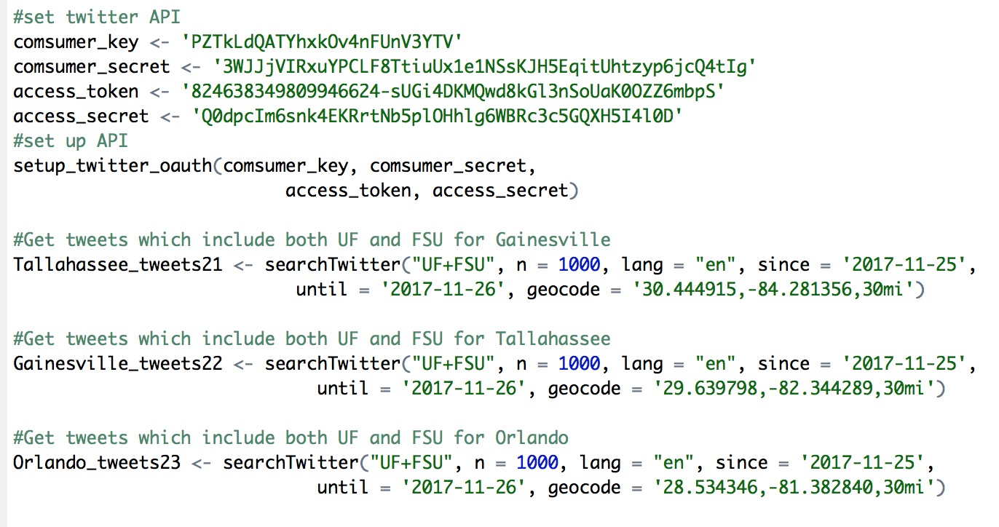 #set twitter API
comsumer_key <- 'PZTkLdQATYhxkOv4nFUnV3YTV'
comsumer_secret <- '3WJJjVIRxuYPCLF8TtiuUx1e1NSsKJH5EqitUhtzyp6jcQ4tIg'
access_token <- '824638349809946624-sUGi4DKMQwd8kGl3nSoUaK0OZZ6mbpS'
access_secret <- 'Q0dpcIm6snk4EKRrtNb5plOHhlg6WBRc3c5GQXH5I4l0D'
#set up API
setup_twitter_oauth(comsumer_key, comsumer_secret,
access_token, access_secret)
#Get tweets which include both UF and FSU for Gainesville
Tallahassee_tweets21 <- searchTwitter("UF+FSU", n = 1000, lang = "en", since = '2017-11-25',
until = '2017-11-26', geocode = '30.444915,-84.281356,30mi')
#Get tweets which include both UF and FSU for Tallahassee
Gainesville_tweets22 <- searchTwitter("UF+FSU", n = 1000, lang = "en", since = '2017-11-25',
until = '2017-11-26', geocode = '29.639798,-82.344289,30mi')
#Get tweets which include both UF and FSU for Orlando
Orlando_tweets23 <- searchTwitter("UF+FSU", n = 1000, lang = "en", since = '2017-11-25',
until = '2017-11-26', geocode = '28.534346,-81.382840,30mi')